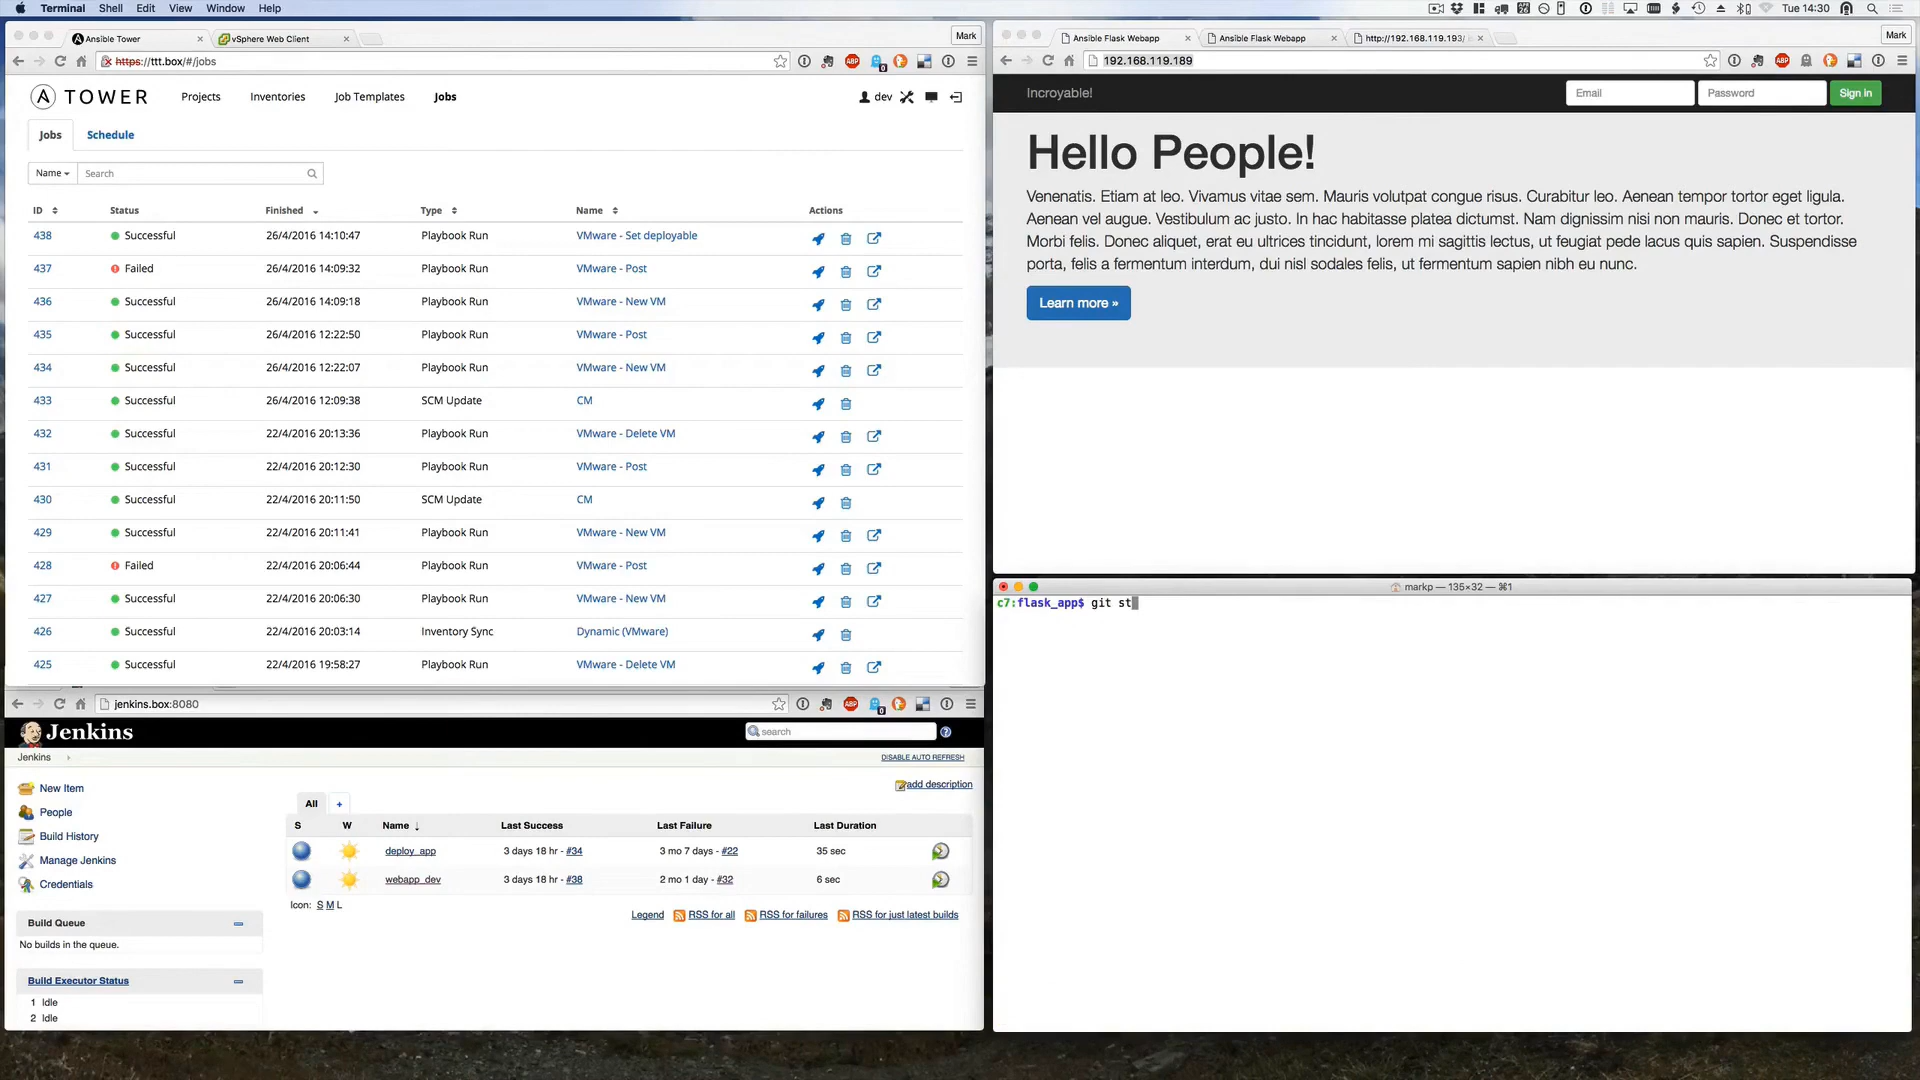 Terminal Shell Edit View Window Help Tue 14:30
Ansible Tower vSphere Web Client Mark
https://ttt.box/#/jobs
TOWER Projects Inventories Job Templates Jobs dev
Jobs Schedule
Name Search
ID Status Finished Type Name Actions
438 Successful 26/4/2016 14:10:47 Playbook Run VMware - Set deployable
437 Failed 26/4/2016 14:09:32 Playbook Run VMware - Post
436 Successful 26/4/2016 14:09:18 Playbook Run VMware - New VM
435 Successful 26/4/2016 12:22:50 Playbook Run VMware - Post
434 Successful 26/4/2016 12:22:07 Playbook Run VMware - New VM
433 Successful 26/4/2016 12:09:38 SCM Update CM
432 Successful 22/4/2016 20:13:36 Playbook Run VMware - Delete VM
431 Successful 22/4/2016 20:12:30 Playbook Run VMware - Post
430 Successful 22/4/2016 20:11:50 SCM Update CM
429 Successful 22/4/2016 20:11:41 Playbook Run VMware - New VM
428 Failed 22/4/2016 20:06:44 Playbook Run VMware - Post
427 Successful 22/4/2016 20:06:30 Playbook Run VMware - New VM
426 Successful 22/4/2016 20:03:14 Inventory Sync Dynamic (VMware)
425 Successful 22/4/2016 19:58:27 Playbook Run VMware - Delete VM
jenkins.box:8080
Jenkins search
Jenkins DISABLE AUTO REFRESH
New Item
People
Build History
Manage Jenkins
Credentials
Build Queue
No builds in the queue.
Build Executor Status
1 Idle
2 Idle
add description
All +
S W Name ↓ Last Success Last Failure Last Duration
deploy_app 3 days 18 hr - #34 3 mo 7 days - #22 35 sec
webapp_dev 3 days 18 hr - #38 2 mo 1 day - #32 6 sec
Icon: S M L
Legend RSS for all RSS for failures RSS for just latest builds
Ansible Flask Webapp Ansible Flask Webapp http://192.168.119.193/ Mark
192.168.119.189
Incroyable! Email Password Sign in
Hello People!
Venenatis. Etiam at leo. Vivamus vitae sem. Mauris volutpat congue risus. Curabitur leo. Aenean tempor tortor eget ligula.
Aenean vel augue. Vestibulum ac justo. In hac habitasse platea dictumst. Nam dignissim nisi non mauris. Donec et tortor.
Morbi felis. Donec aliquet, erat eu ultrices tincidunt, lorem mi sagittis lectus, ut feugiat pede lacus quis sapien. Suspendisse
porta, felis a fermentum interdum, dui nisl sodales felis, ut fermentum sapien nibh eu nunc.
Learn more »
markp — 135×32 — ⌘1
c7:flask_app$ git st